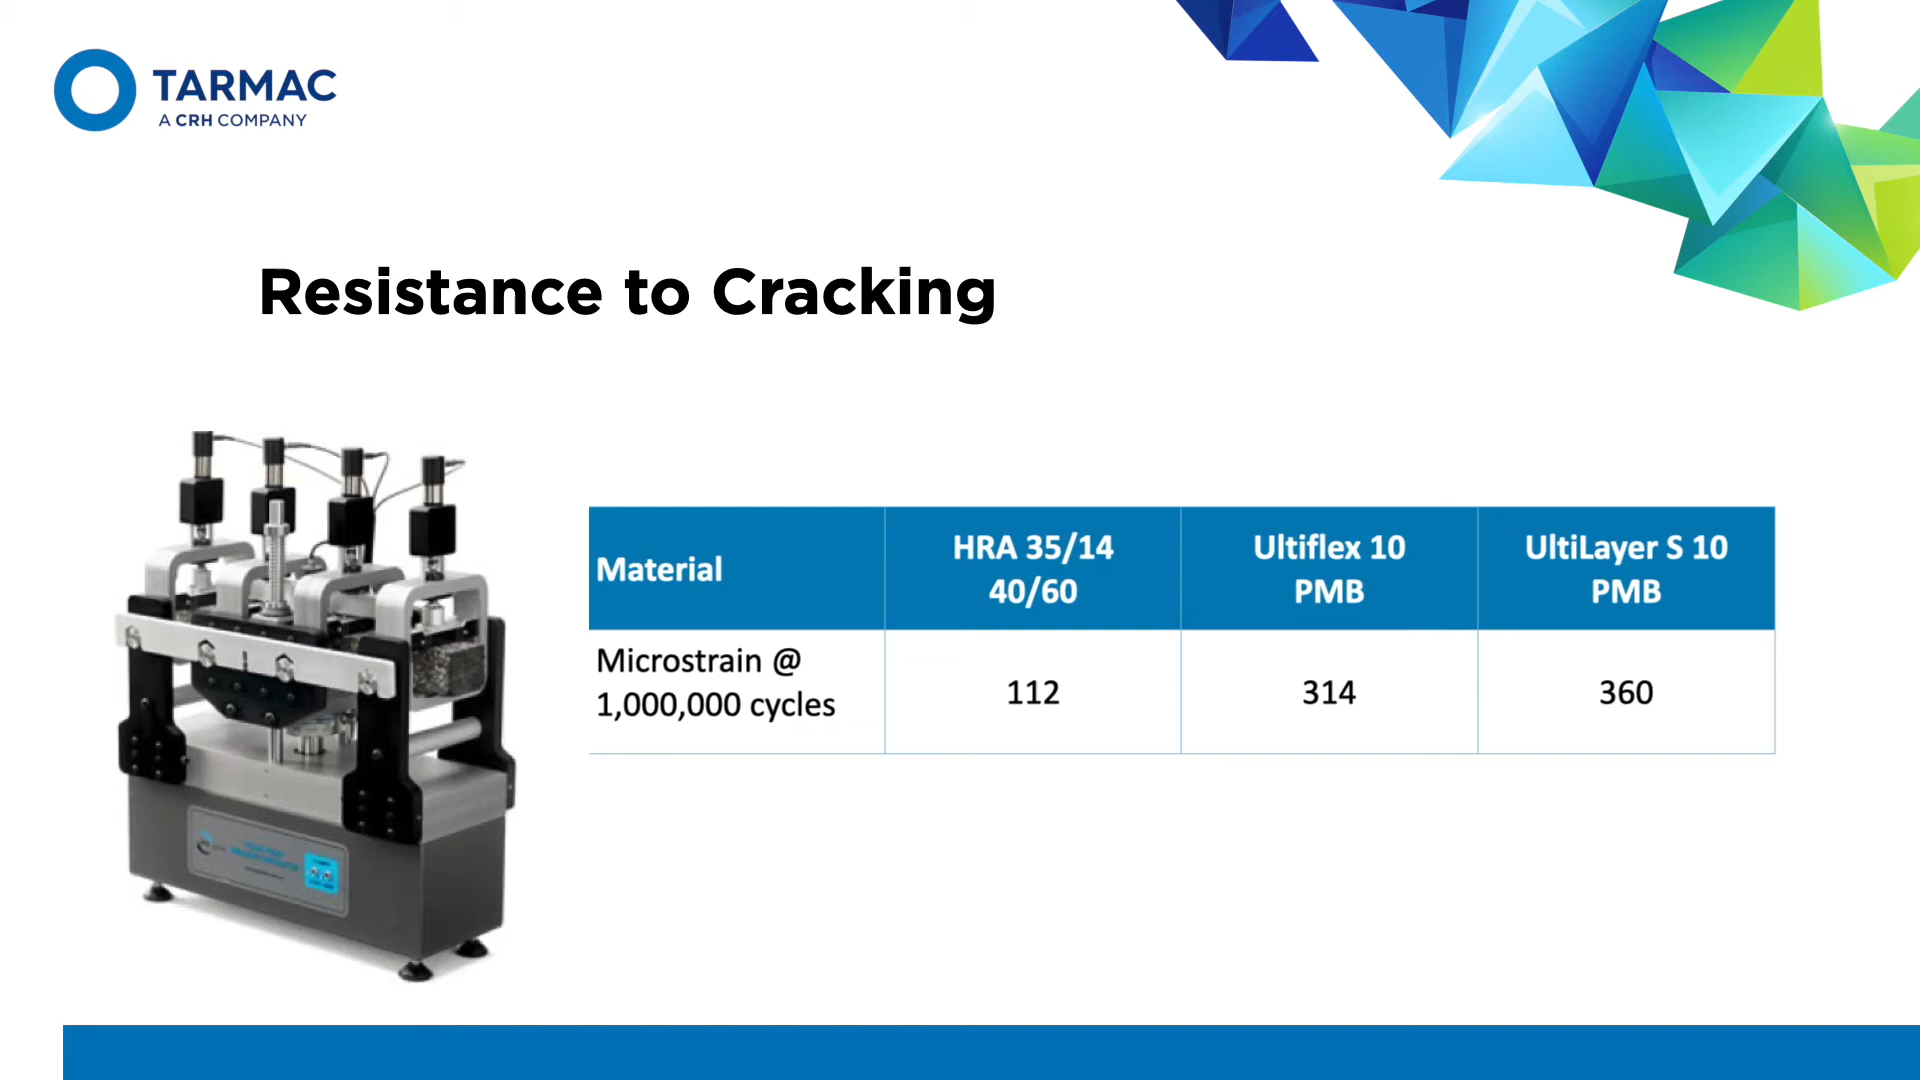 TARMAC
A CRH COMPANY
Resistance to Cracking
Material
HRA 35/14
40/60
Ultiflex 10
PMB
UltiLayer S 10
PMB
Microstrain @
1,000,000 cycles
112
314
360